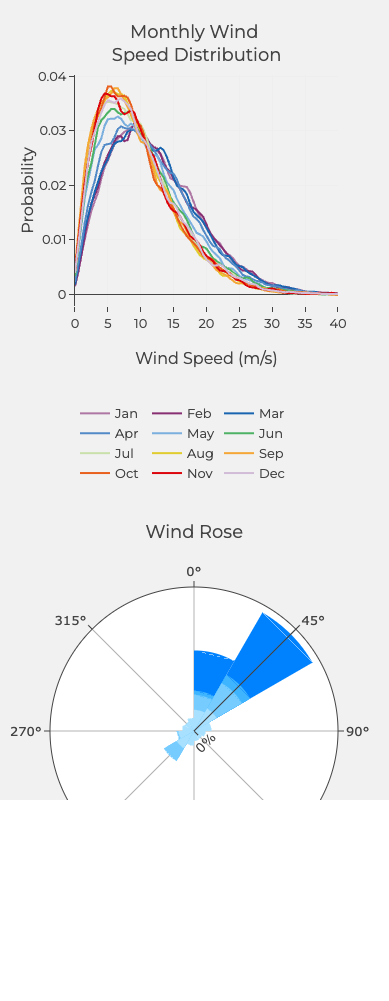 Monthly Wind
Speed Distribution
0.04
0.03
0.02
0.01
0
Probability
0 5 10 15 20 25 30 35 40
Wind Speed (m/s)
Jan Feb Mar
Apr May Jun
Jul Aug Sep
Oct Nov Dec
Wind Rose
0°
315° 45°
270° 90°
0%